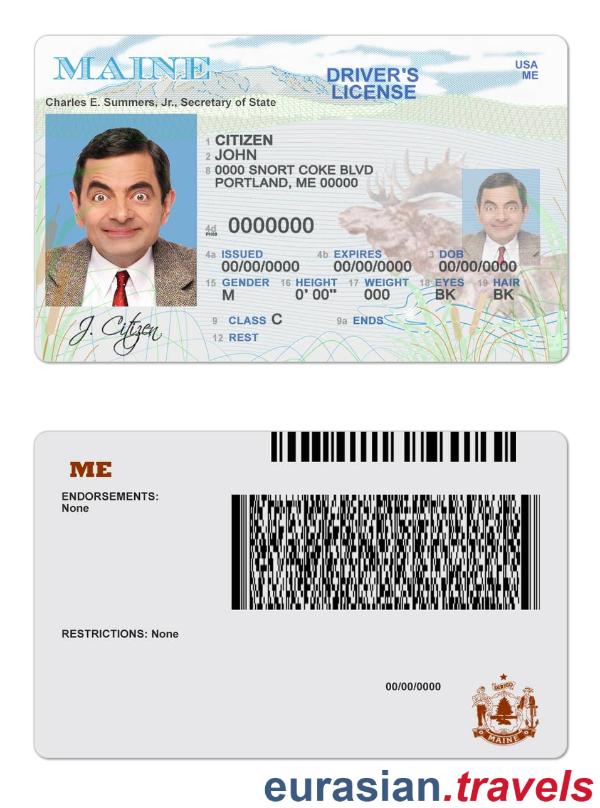 MAINE
DRIVER'S
LICENSE
USA
ME
Charles E. Summers, Jr., Secretary of State
1 CITIZEN
2 JOHN
8 0000 SNORT COKE BLVD
PORTLAND, ME 00000
4d 0000000
4a ISSUED 4b EXPIRES 3 DOB
00/00/0000 00/00/0000 00/00/0000
15 GENDER 16 HEIGHT 17 WEIGHT 18 EYES 19 HAIR
M 0' 00" 000 BK BK
9 CLASS C 9a ENDS
12 REST
J. Citizen
ME
ENDORSEMENTS:
None
RESTRICTIONS: None
00/00/0000
DIRIGO
MAINE
eurasian.travels